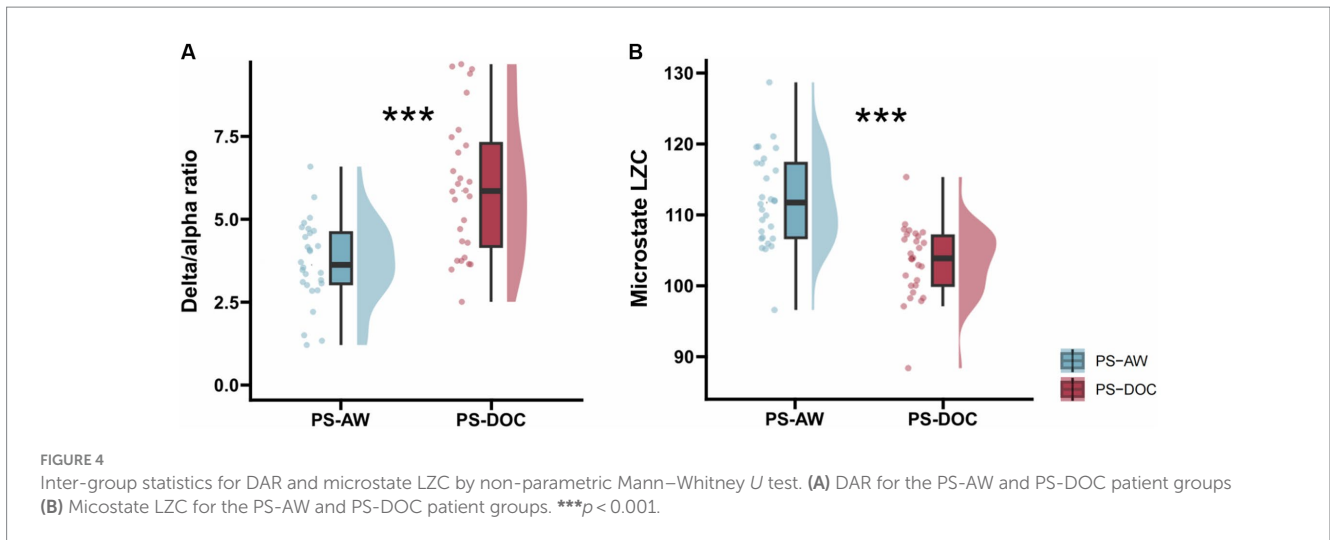 A
B
Delta/alpha ratio
7.5
5.0
2.5
0.0
***
PS-AW
PS-DOC
Microstate LZC
130
120
110
100
90
***
PS-AW
PS-DOC
PS-AW
PS-DOC
FIGURE 4
Inter-group statistics for DAR and microstate LZC by non-parametric Mann–Whitney U test. (A) DAR for the PS-AW and PS-DOC patient groups
(B) Micostate LZC for the PS-AW and PS-DOC patient groups. ***p < 0.001.